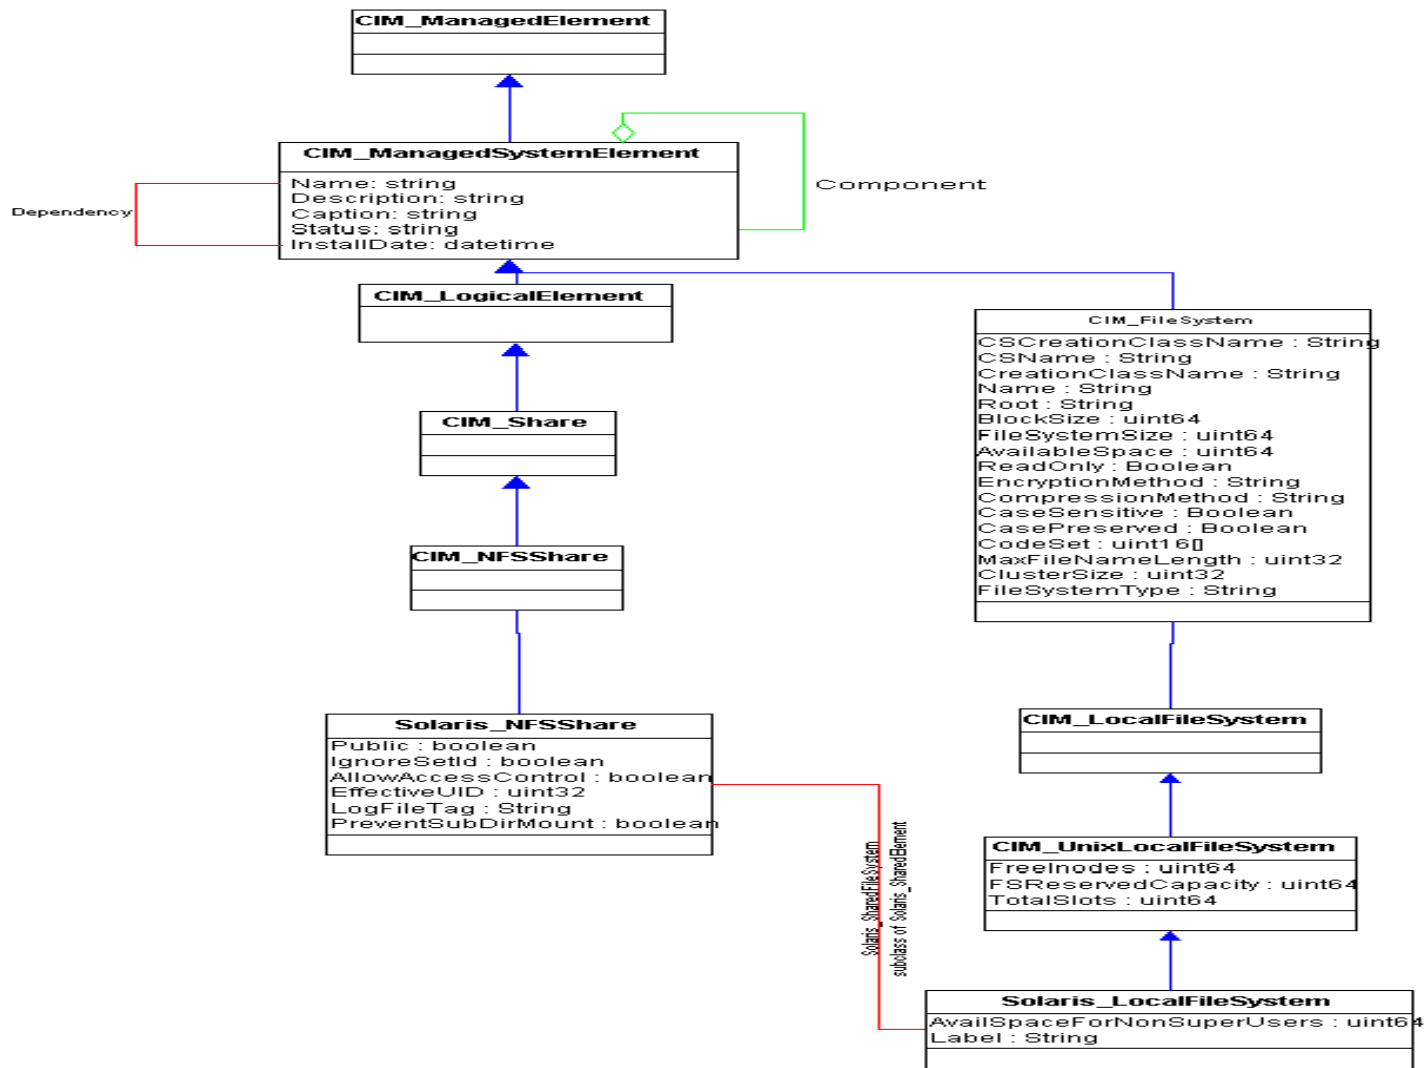 CIM_ManagedElement
CIM_ManagedSystemElement
Name: string
Description: string
Caption: string
Status: string
InstallDate: datetime
Component
Dependency
CIM_LogicalElement
CIM_FileSystem
CSCreationClassName : String
CSName : String
CreationClassName : String
Name : String
Root : String
BlockSize : uint64
FileSystemSize : uint64
AvailableSpace : uint64
ReadOnly : Boolean
EncryptionMethod : String
CompressionMethod : String
CaseSensitive : Boolean
CasePreserved : Boolean
CodeSet : uint16[]
MaxFileNameLength : uint32
ClusterSize : uint32
FileSystemType : String
CIM_Share
CIM_NFSShare
Solaris_NFSShare
Public : boolean
IgnoreSetId : boolean
AllowAccessControl : boolean
EffectiveUID : uint32
LogFileTag : String
PreventSubDirMount : boolean
CIM_LocalFileSystem
CIM_UnixLocalFileSystem
FreeInodes : uint64
FSReservedCapacity : uint64
TotalSlots : uint64
Solaris_SharedFileSystem
subclass of Solaris_SharedElement
Solaris_LocalFileSystem
AvailSpaceForNonSuperUsers : uint64
Label : String